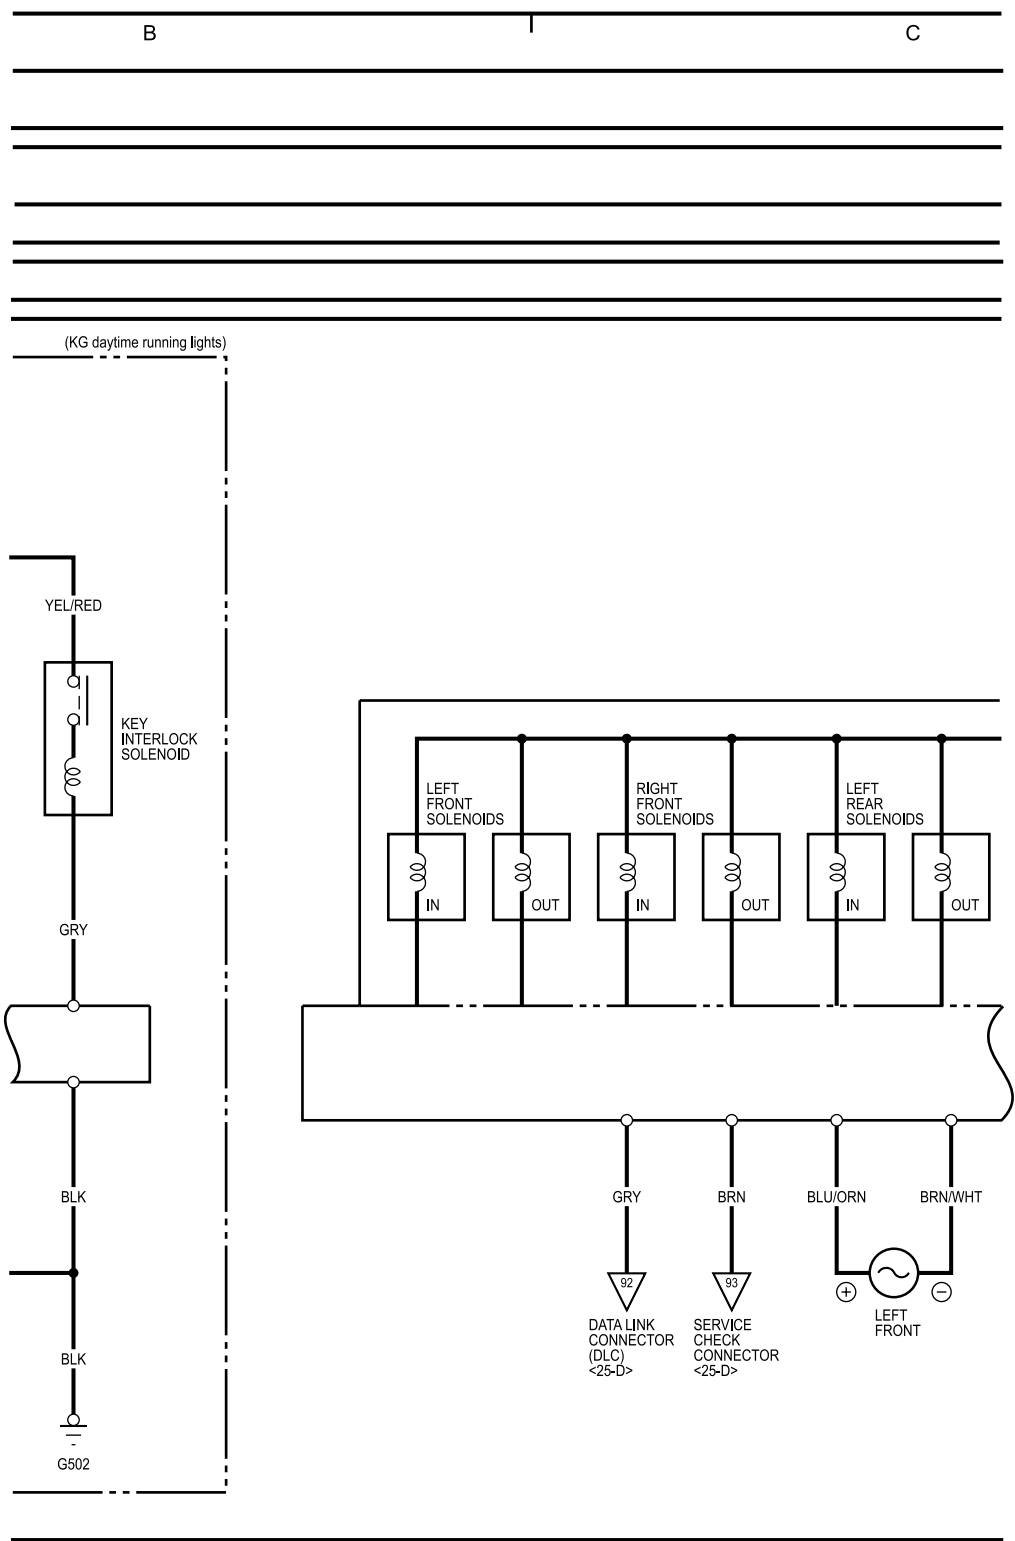 B
C
(KG daytime running lights)
YEL/RED
KEY
INTERLOCK
SOLENOID
GRY
BLK
BLK
G502
LEFT
FRONT
SOLENOIDS
RIGHT
FRONT
SOLENOIDS
LEFT
REAR
SOLENOIDS
IN
OUT
IN
OUT
IN
OUT
GRY
BRN
BLU/ORN
BRN/WHT
92
93
+
−
DATA LINK
CONNECTOR
(DLC)
<25-D>
SERVICE
CHECK
CONNECTOR
<25-D>
LEFT
FRONT